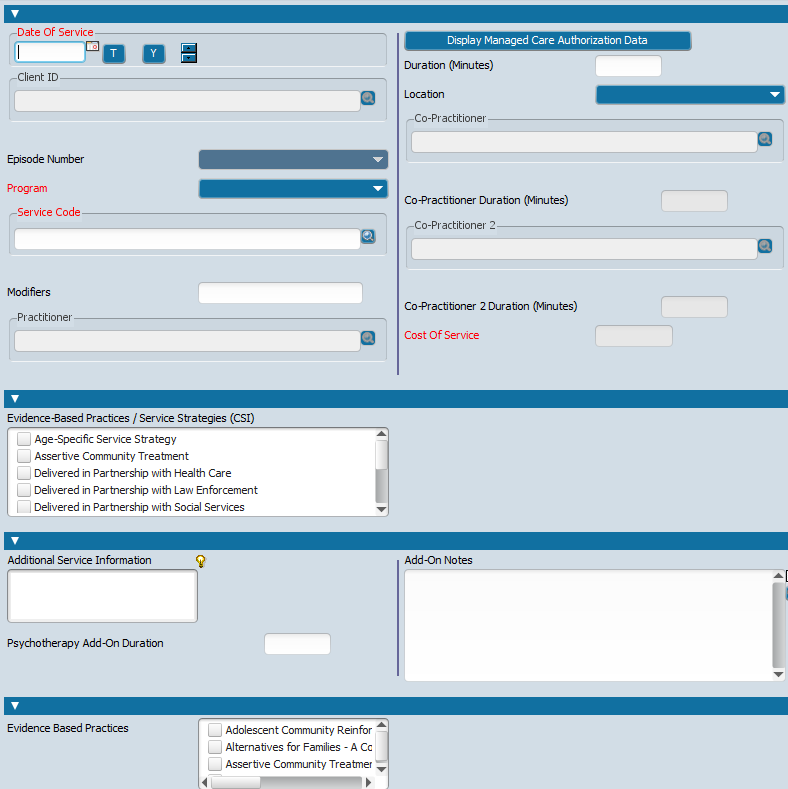 Date Of Service
T
Y
Client ID
Episode Number
Program
Service Code
Modifiers
Practitioner
Display Managed Care Authorization Data
Duration (Minutes)
Location
Co-Practitioner
Co-Practitioner Duration (Minutes)
Co-Practitioner 2
Co-Practitioner 2 Duration (Minutes)
Cost Of Service
Evidence-Based Practices / Service Strategies (CSI)
Age-Specific Service Strategy
Assertive Community Treatment
Delivered in Partnership with Health Care
Delivered in Partnership with Law Enforcement
Delivered in Partnership with Social Services
Additional Service Information
Psychotherapy Add-On Duration
Add-On Notes
Evidence Based Practices
Adolescent Community Reinfor
Alternatives for Families - A Co
Assertive Community Treatmer